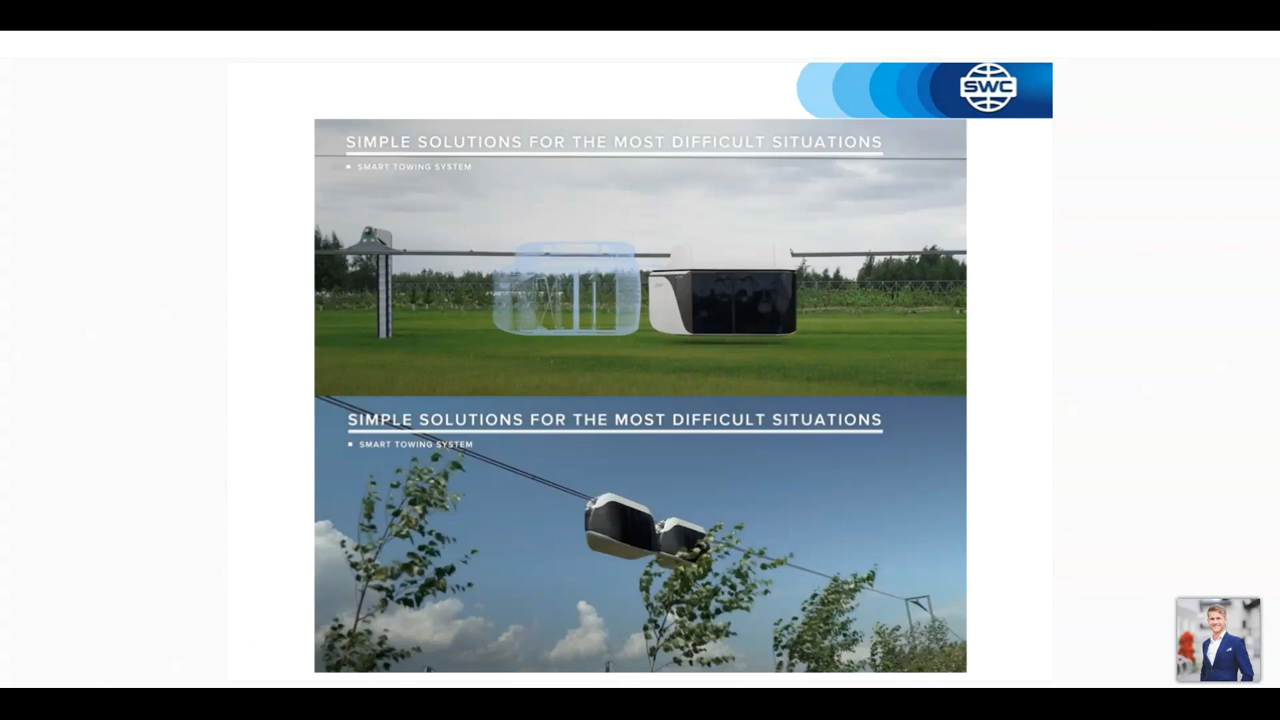 SWC
SIMPLE SOLUTIONS FOR THE MOST DIFFICULT SITUATIONS
SMART TOWING SYSTEM
SIMPLE SOLUTIONS FOR THE MOST DIFFICULT SITUATIONS
SMART TOWING SYSTEM